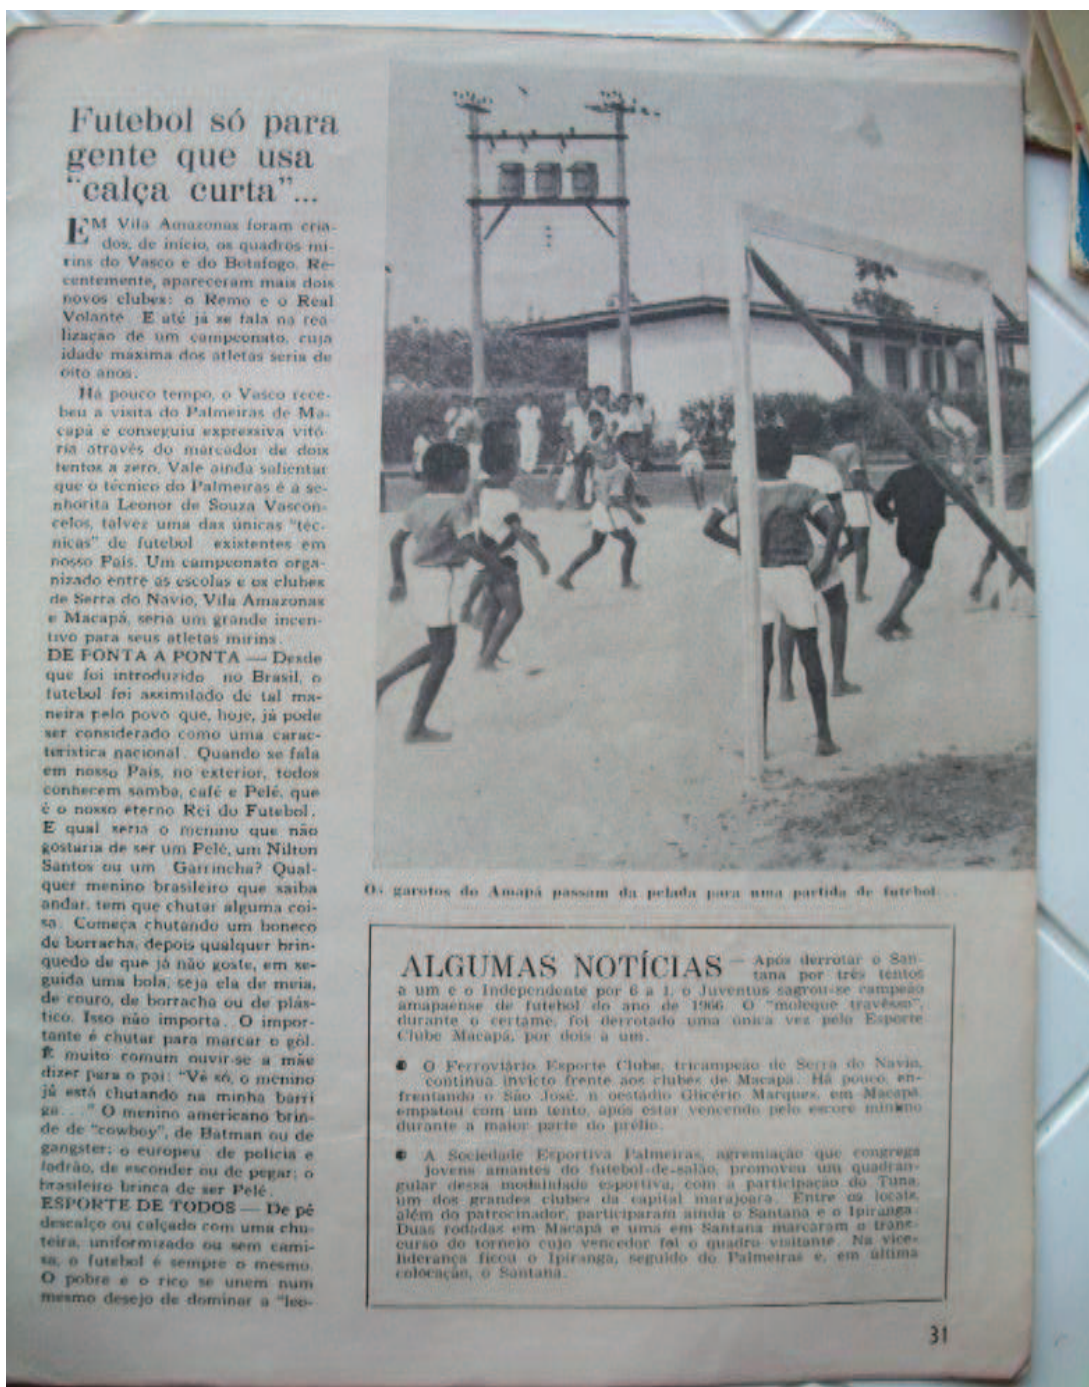 Futebol só para
gente que usa
"calça curta"...
EM Vila Amazonas foram cria-
dos, de início, os quadros mi-
rins do Vasco e do Botafogo. Re-
centemente, apareceram mais dois
novos clubes: o Remo e o Real
Volante. E até já se fala na rea-
lização de um campeonato, cuja
idade máxima dos atletas seria de
oito anos.
Há pouco tempo, o Vasco rece-
beu a visita do Palmeiras de Ma-
capá e conseguiu expressiva vitó-
ria através do marcador de dois
tentos a zero. Vale ainda salientar
que o técnico do Palmeiras é a se-
nhorita Leonor de Souza Vascon-
celos, talvez uma das únicas "téc-
nicas" de futebol existentes em
nosso País. Um campeonato orga-
nizado entre as escolas e os clubes
de Serra do Navio, Vila Amazonas
e Macapá, seria um grande incen-
tivo para seus atletas mirins.
DE PONTA A PONTA — Desde
que foi introduzido no Brasil, o
futebol foi assimilado de tal ma-
neira pelo povo que, hoje, já pode
ser considerado como uma carac-
terística nacional. Quando se fala
em nosso País, no exterior, todos
conhecem samba, café e Pelé, que
é o nosso eterno Rei do Futebol.
E qual seria o menino que não
gostaria de ser um Pelé, um Nilton
Santos ou um Garrincha? Qual-
quer menino brasileiro que saiba
andar, tem que chutar alguma coi-
sa. Começa chutando um boneco
de borracha, depois qualquer brin-
quedo de que já não goste, em se-
guida uma bola, seja ela de meia,
de couro, de borracha ou de plás-
tico. Isso não importa. O impor-
tante é chutar para marcar o gôl.
É muito comum ouvir-se a mãe
dizer para o pai: "Vê só, o menino
já está chutando na minha barri
ga..." O menino americano brin-
de de "cowboy", de Batman ou de
gangster; o europeu de polícia e
ladrão, de esconder ou de pegar; o
brasileiro brinca de ser Pelé.
ESPORTE DE TODOS — De pé
descalço ou calçado com uma chu-
teira, uniformizado ou sem cami-
sa, o futebol é sempre o mesmo.
O pobre e o rico se unem num
mesmo desejo de dominar a "leo-
Os garotos do Amapá passam da pelada para uma partida de futebol...
ALGUMAS NOTÍCIAS — Após derrotar o San-
tana por três tentos
a um e o Independente por 6 a 1, o Juventus sagrou-se campeão
amapaense de futebol do ano de 1966. O "moleque travêsso",
durante o certame, foi derrotado uma única vez pelo Esporte
Clube Macapá, por dois a um.
● O Ferroviário Esporte Clube, tricampeão de Serra do Navio,
continua invicto frente aos clubes de Macapá. Há pouco, en-
frentando o São José, n oestádio Glicério Marques, em Macapá,
empatou com um tento, após estar vencendo pelo escore mínimo
durante a maior parte do prélio.
● A Sociedade Esportiva Palmeiras, agremiação que congrega
jovens amantes do futebol-de-salão, promoveu um quadran-
gular dessa modalidade esportiva, com a participação do Tuna,
um dos grandes clubes da capital marajoara. Entre os locais,
além do patrocinador, participaram ainda o Santana e o Ipiranga.
Duas rodadas em Macapá e uma em Santana marcaram o trans-
curso do torneio cujo vencedor foi o quadro visitante. Na vice-
liderança ficou o Ipiranga, seguido do Palmeiras e, em última
colocação, o Santana.
31